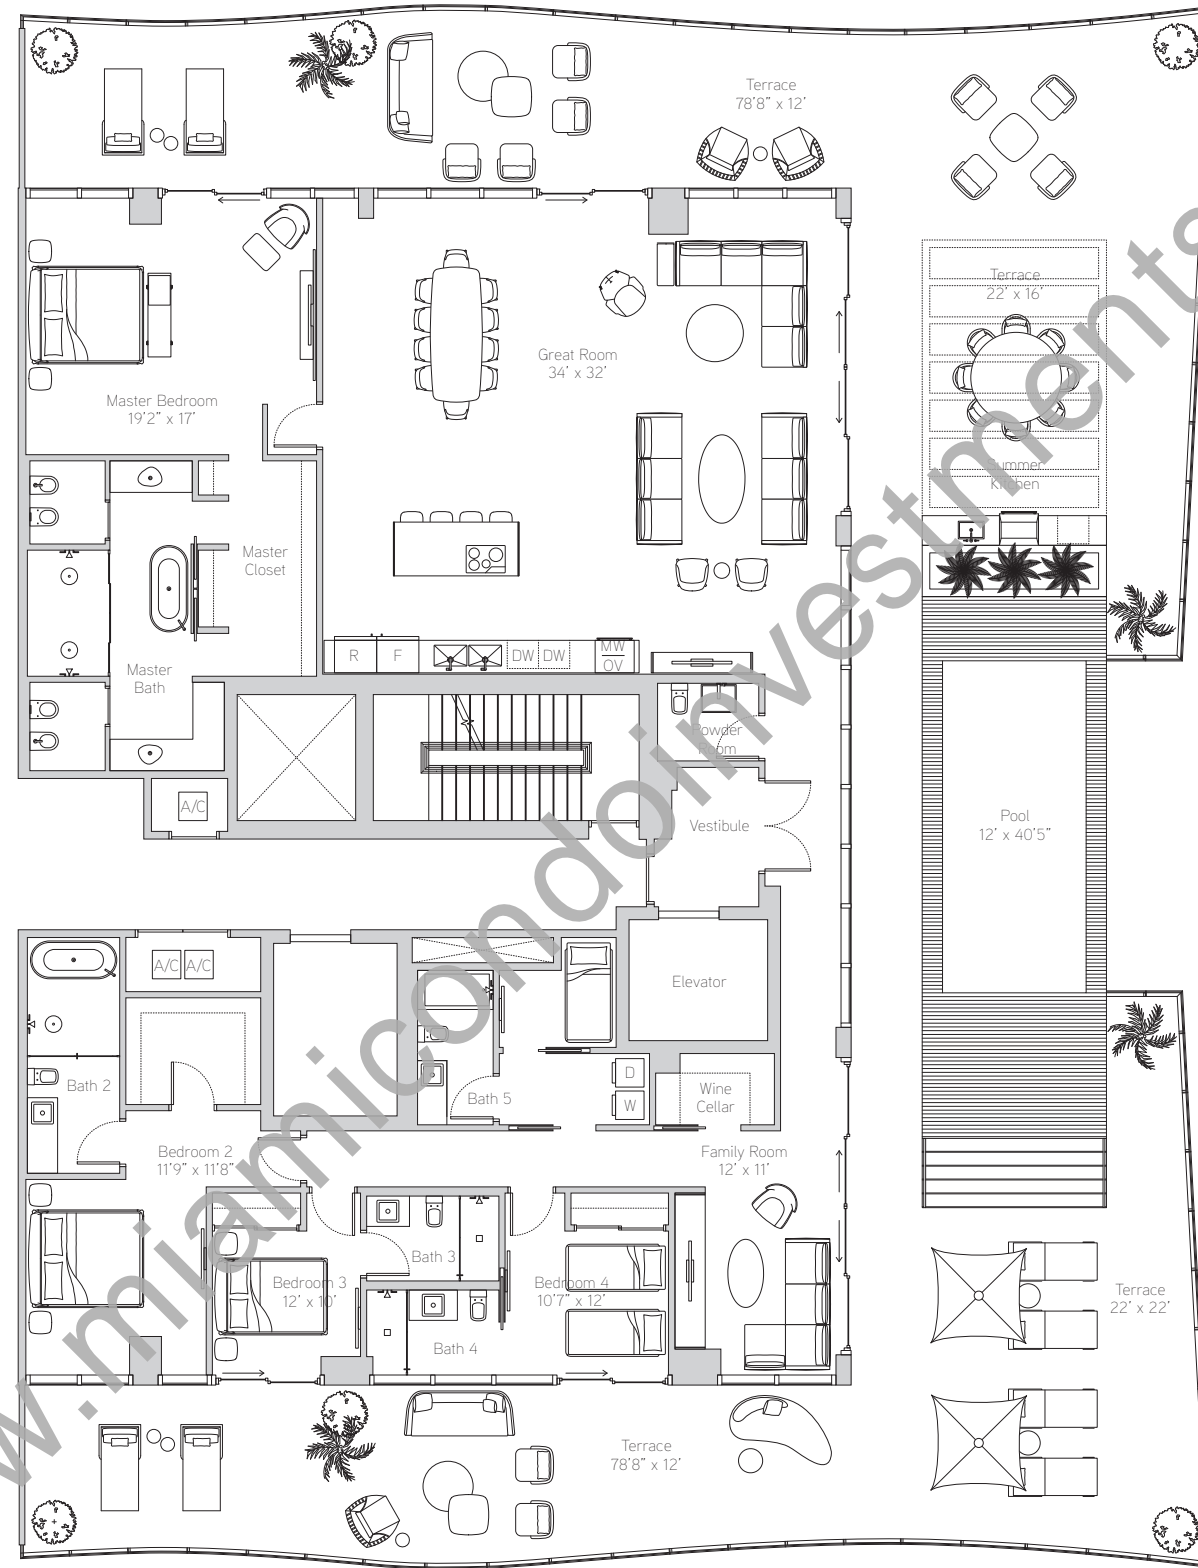 Terrace
78'8" x 12'
Terrace
22' x 16'
Great Room
34' x 32'
Master Bedroom
19'2" x 17'
Summer
Kitchen
Master
Closet
Master
Bath
R
F
DW
DW
MW
OV
Powder
Room
A/C
Vestibule
Pool
12' x 40'5"
A/C
A/C
Elevator
Bath 2
Bath 5
D
W
Wine
Cellar
Bedroom 2
11'9" x 11'8"
Family Room
12' x 11'
Bath 3
Bedroom 3
12' x 10'
Bedroom 4
10'7" x 12'
Bath 4
Terrace
22' x 22'
Terrace
78'8" x 12'
w.miamicondoinvestments